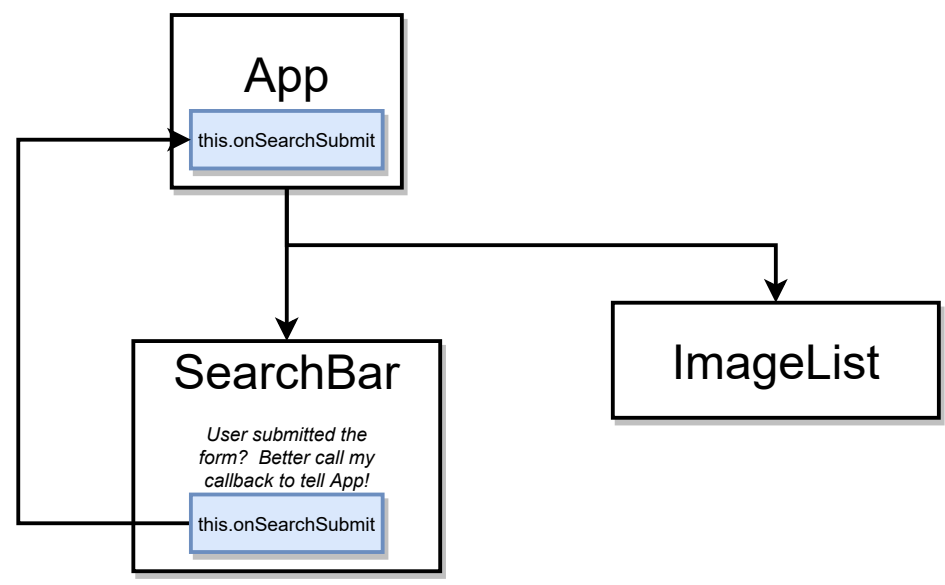 App
this.onSearchSubmit
SearchBar
User submitted the
form? Better call my
callback to tell App!
this.onSearchSubmit
ImageList